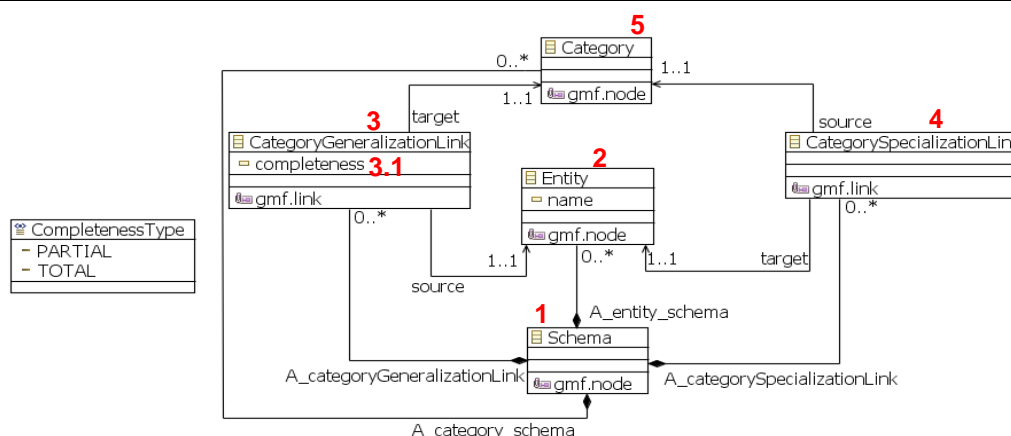 5
Category
gmf.node
0..*
1..1
1..1
target
source
3
CategoryGeneralizationLink
completeness
3.1
gmf.link
0..*
4
CategorySpecializationLin
gmf.link
0..*
2
Entity
name
gmf.node
1..1
0..*
1..1
source
target
CompletenessType
PARTIAL
TOTAL
A_entity_schema
1
Schema
gmf.node
A_categoryGeneralizationLink
A_categorySpecializationLink
A_category_schema